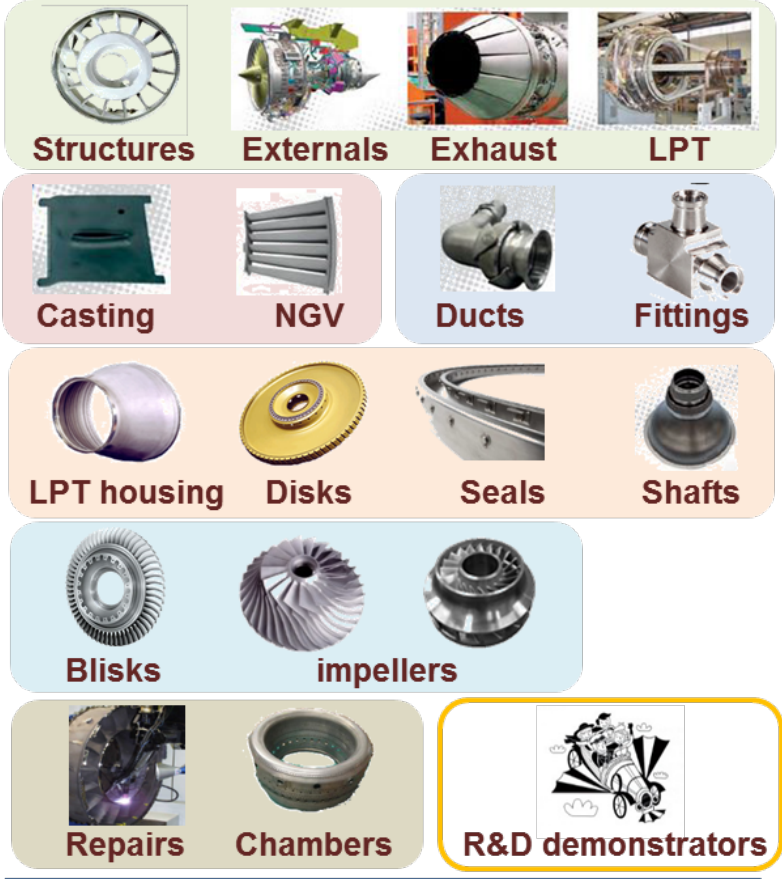 Structures Externals Exhaust LPT
Casting NGV Ducts Fittings
LPT housing Disks Seals Shafts
Blisks impellers
Repairs Chambers R&D demonstrators